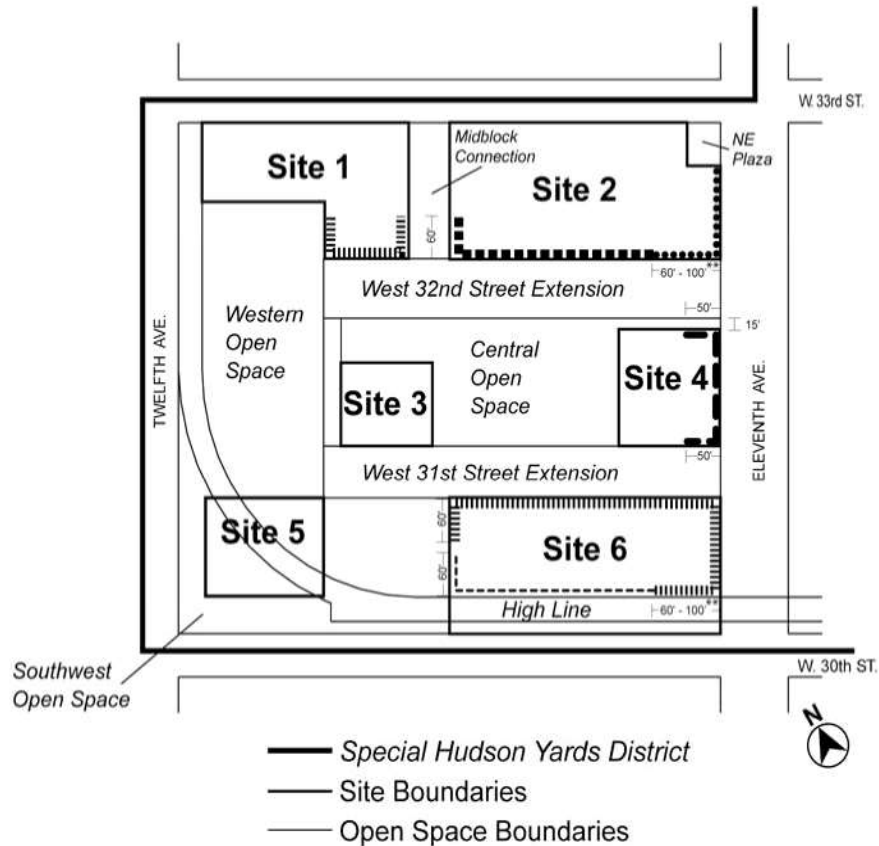 W. 33rd ST.
Midblock
Connection
NE
Plaza
Site 1
Site 2
60'
60' - 100'**
West 32nd Street Extension
50'
15'
Western
Open
Space
Central
Open
Space
TWELFTH AVE.
Site 3
Site 4
ELEVENTH AVE.
50'
West 31st Street Extension
Site 5
60'
Site 6
60'
High Line
60' - 100'**
Southwest
Open Space
W. 30th ST.
N
Special Hudson Yards District
Site Boundaries
Open Space Boundaries